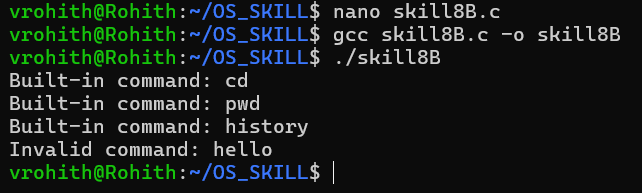 vrohith@Rohith:~/OS_SKILL$ nano skill8B.c
vrohith@Rohith:~/OS_SKILL$ gcc skill8B.c -o skill8B
vrohith@Rohith:~/OS_SKILL$ ./skill8B
Built-in command: cd
Built-in command: pwd
Built-in command: history
Invalid command: hello
vrohith@Rohith:~/OS_SKILL$